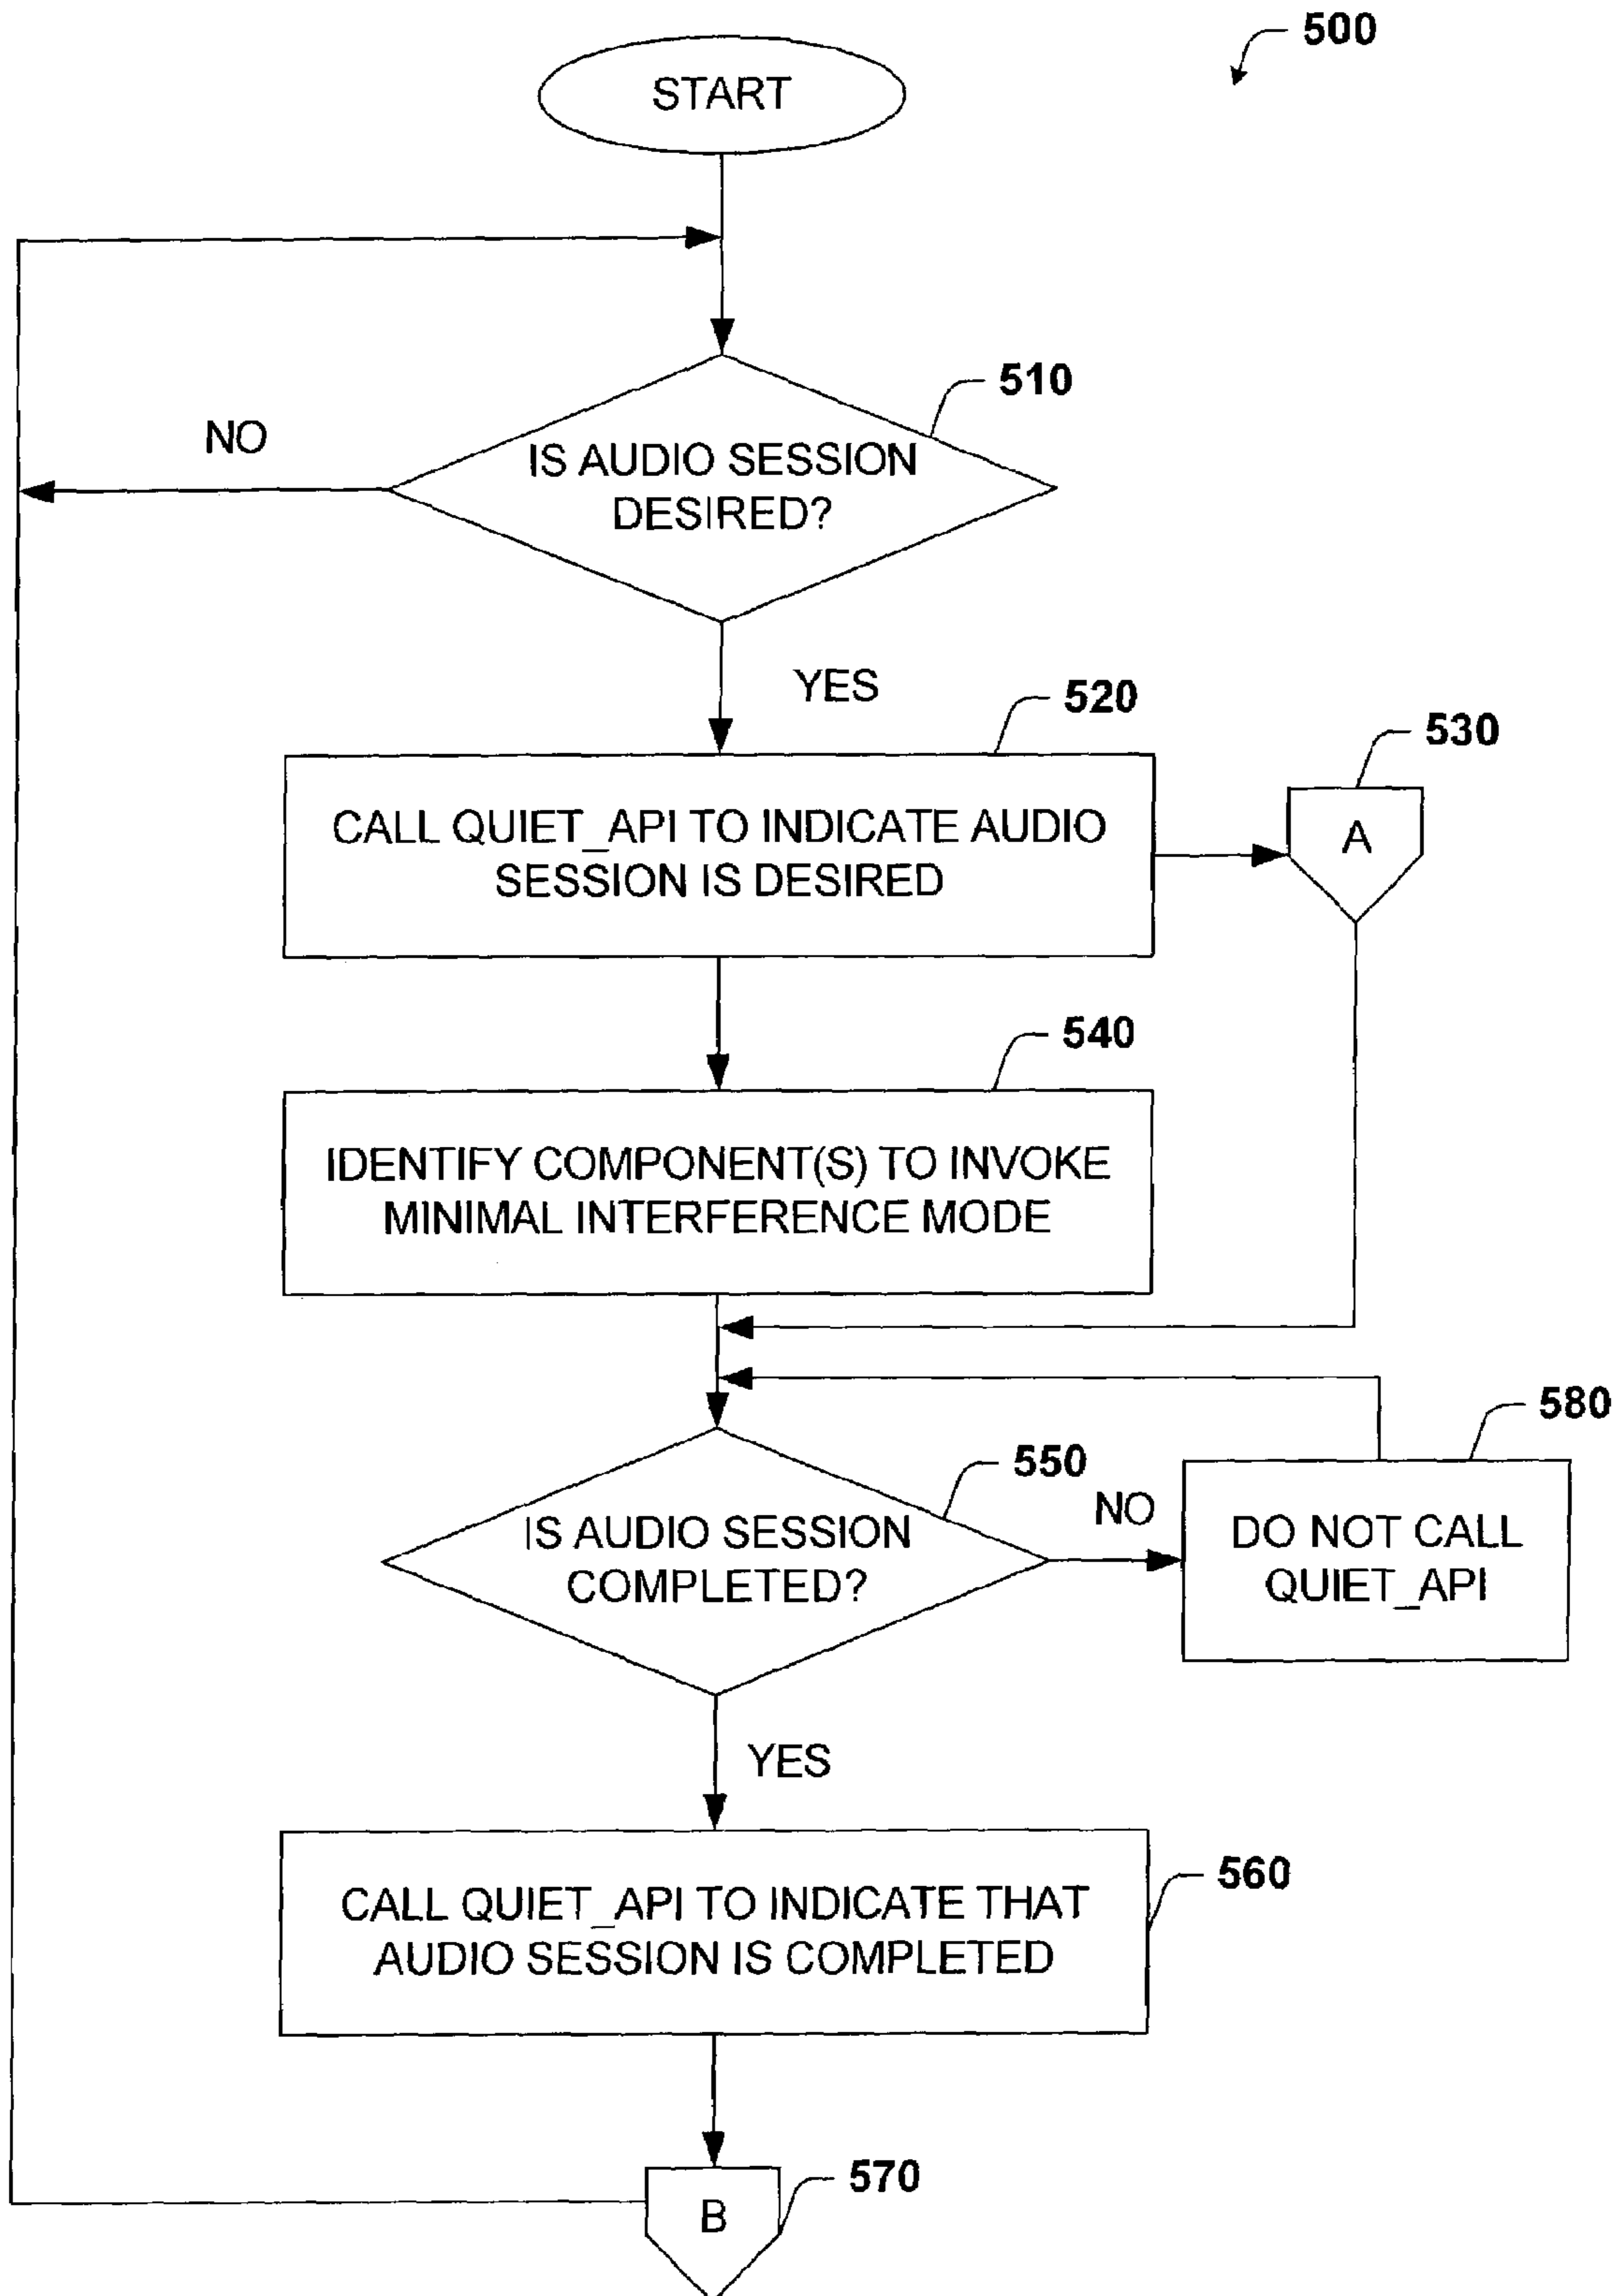 500
START
510
NO
IS AUDIO SESSION
DESIRED?
YES
520
530
CALL QUIET_API TO INDICATE AUDIO
SESSION IS DESIRED
A
540
IDENTIFY COMPONENT(S) TO INVOKE
MINIMAL INTERFERENCE MODE
580
550
NO
IS AUDIO SESSION
COMPLETED?
DO NOT CALL
QUIET_API
YES
560
CALL QUIET_API TO INDICATE THAT
AUDIO SESSION IS COMPLETED
570
B